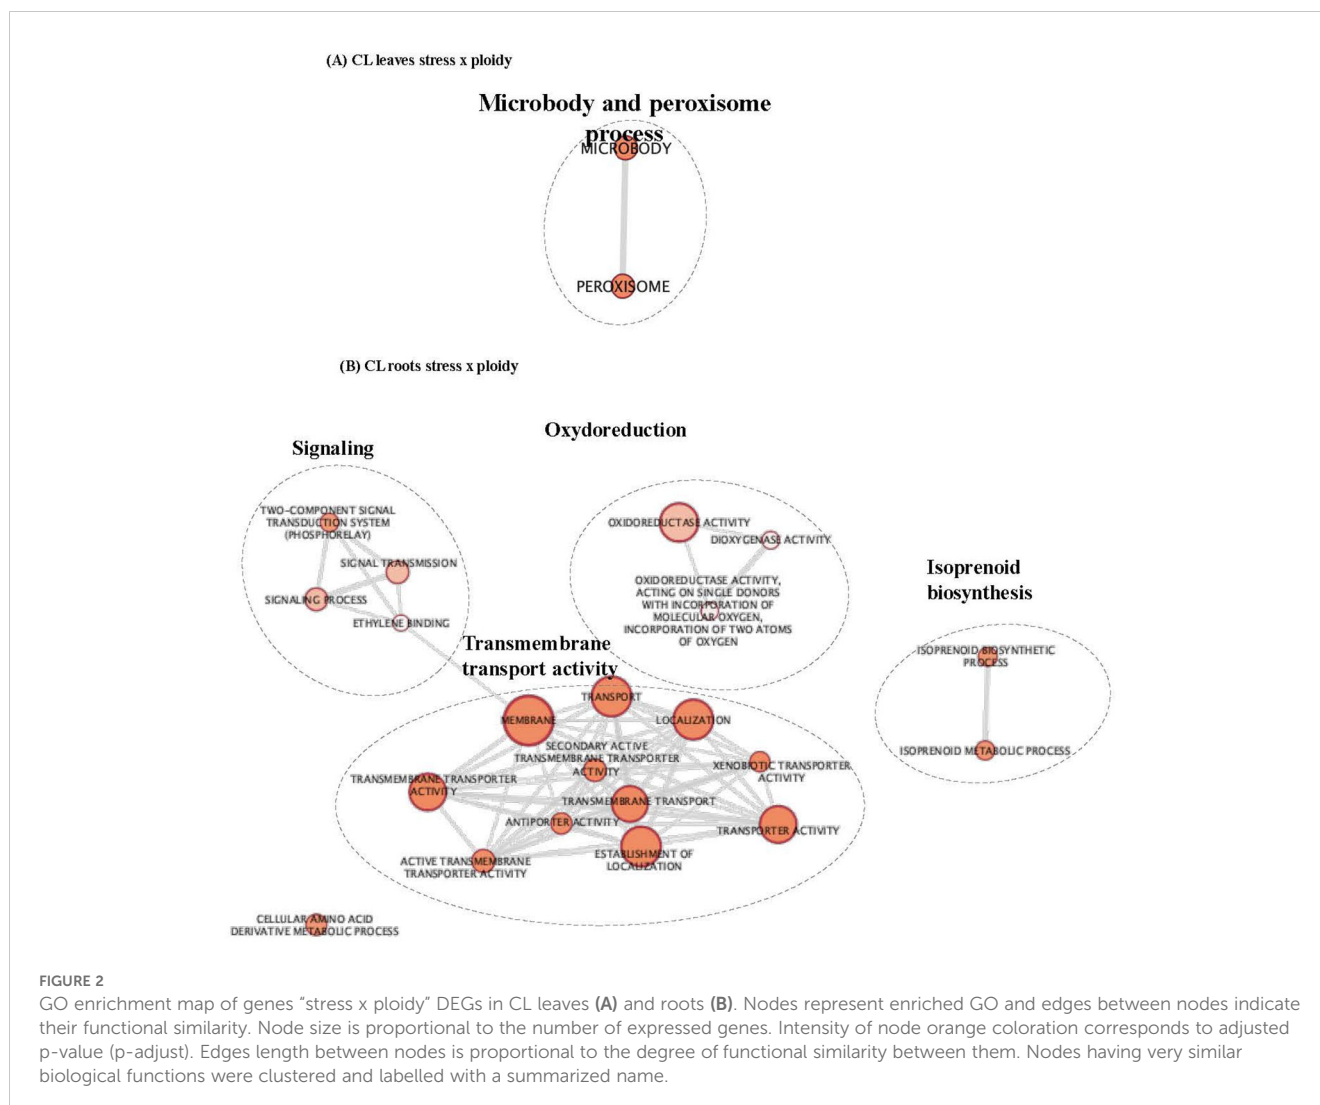 (A) CL leaves stress x ploidy
Microbody and peroxisome
process
MICROBODY
PEROXISOME
(B) CL roots stress x ploidy
Signaling
TWO-COMPONENT SIGNAL
TRANSDUCTION SYSTEM
(PHOSPHORELAY)
SIGNAL TRANSMISSION
SIGNALING PROCESS
ETHYLENE BINDING
Oxydoreduction
OXIDOREDUCTASE ACTIVITY
DIOXYGENASE ACTIVITY
OXIDOREDUCTASE ACTIVITY,
ACTING ON SINGLE DONORS
WITH INCORPORATION OF
MOLECULAR OXYGEN,
INCORPORATION OF TWO ATOMS
OF OXYGEN
Isoprenoid
biosynthesis
ISOPRENOID BIOSYNTHETIC
PROCESS
ISOPRENOID METABOLIC PROCESS
Transmembrane
transport activity
TRANSPORT
MEMBRANE
LOCALIZATION
SECONDARY ACTIVE
TRANSMEMBRANE TRANSPORTER
ACTIVITY
XENOBIOTIC TRANSPORTER
ACTIVITY
TRANSMEMBRANE TRANSPORTER
ACTIVITY
TRANSMEMBRANE TRANSPORT
ANTIPORTER ACTIVITY
TRANSPORTER ACTIVITY
ACTIVE TRANSMEMBRANE
TRANSPORTER ACTIVITY
ESTABLISHMENT OF
LOCALIZATION
CELLULAR AMINO ACID
DERIVATIVE METABOLIC PROCESS
FIGURE 2
GO enrichment map of genes “stress x ploidy” DEGs in CL leaves (A) and roots (B). Nodes represent enriched GO and edges between nodes indicate
their functional similarity. Node size is proportional to the number of expressed genes. Intensity of node orange coloration corresponds to adjusted
p-value (p-adjust). Edges length between nodes is proportional to the degree of functional similarity between them. Nodes having very similar
biological functions were clustered and labelled with a summarized name.